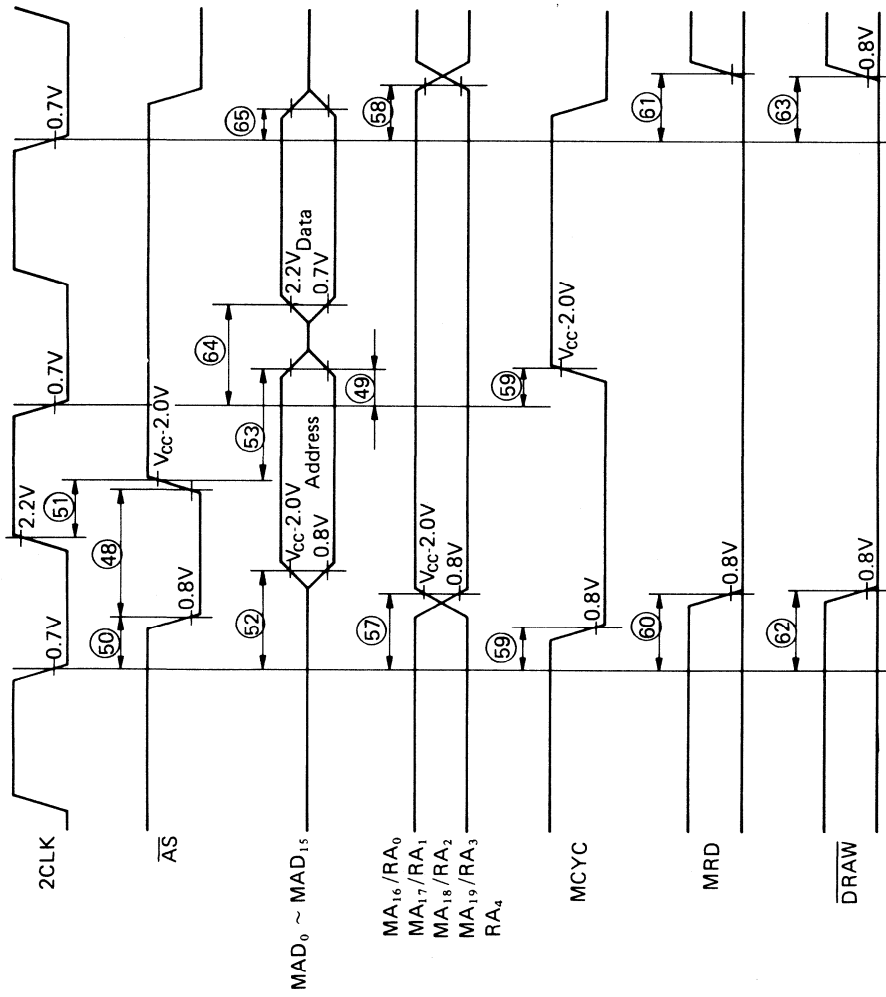 2CLK
0.7V
0.7V
0.7V
2.2V
AS
50
0.8V
48
51
Vcc-2.0V
MAD0 ~ MAD15
52
Vcc-2.0V
0.8V
Address
53
49
64
2.2V
0.7V
Data
65
MA16/RA0
MA17/RA1
MA18/RA2
MA19/RA3
RA4
57
Vcc-2.0V
0.8V
58
MCYC
59
0.8V
59
Vcc-2.0V
MRD
60
0.8V
61
DRAW
62
0.8V
63
0.8V